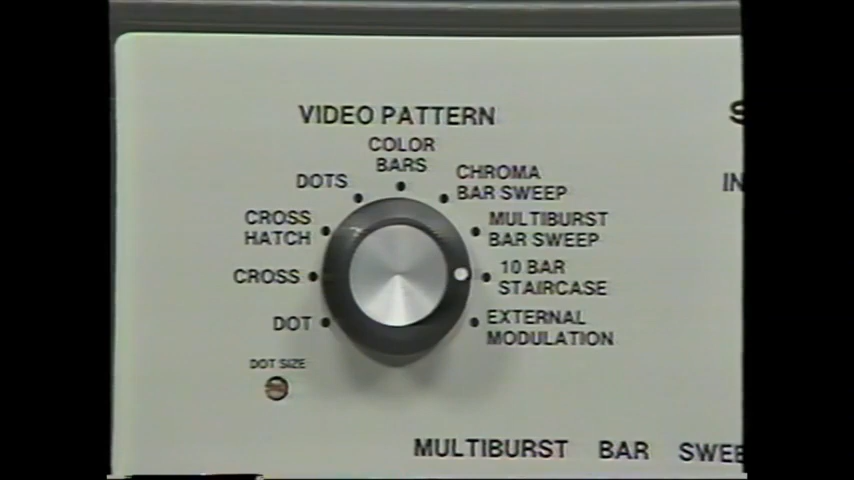 VIDEO PATTERN
COLOR
BARS
DOTS
CHROMA
BAR SWEEP
CROSS
HATCH
MULTIBURST
BAR SWEEP
CROSS
10 BAR
STAIRCASE
DOT
EXTERNAL
MODULATION
DOT SIZE
MULTIBURST BAR